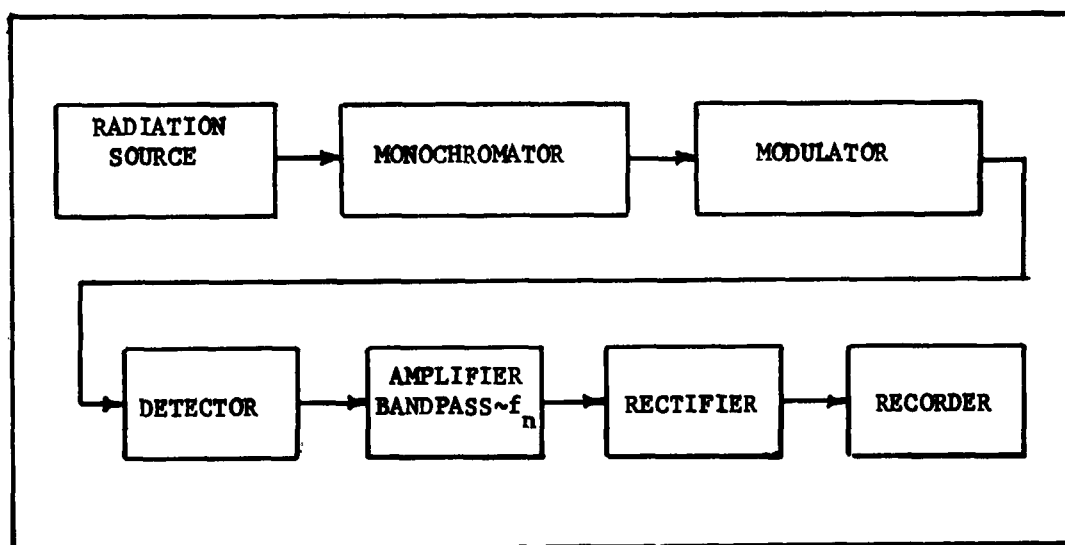 RADIATION
SOURCE
MONOCHROMATOR
MODULATOR
DETECTOR
AMPLIFIER
BANDPASS~fn
RECTIFIER
RECORDER